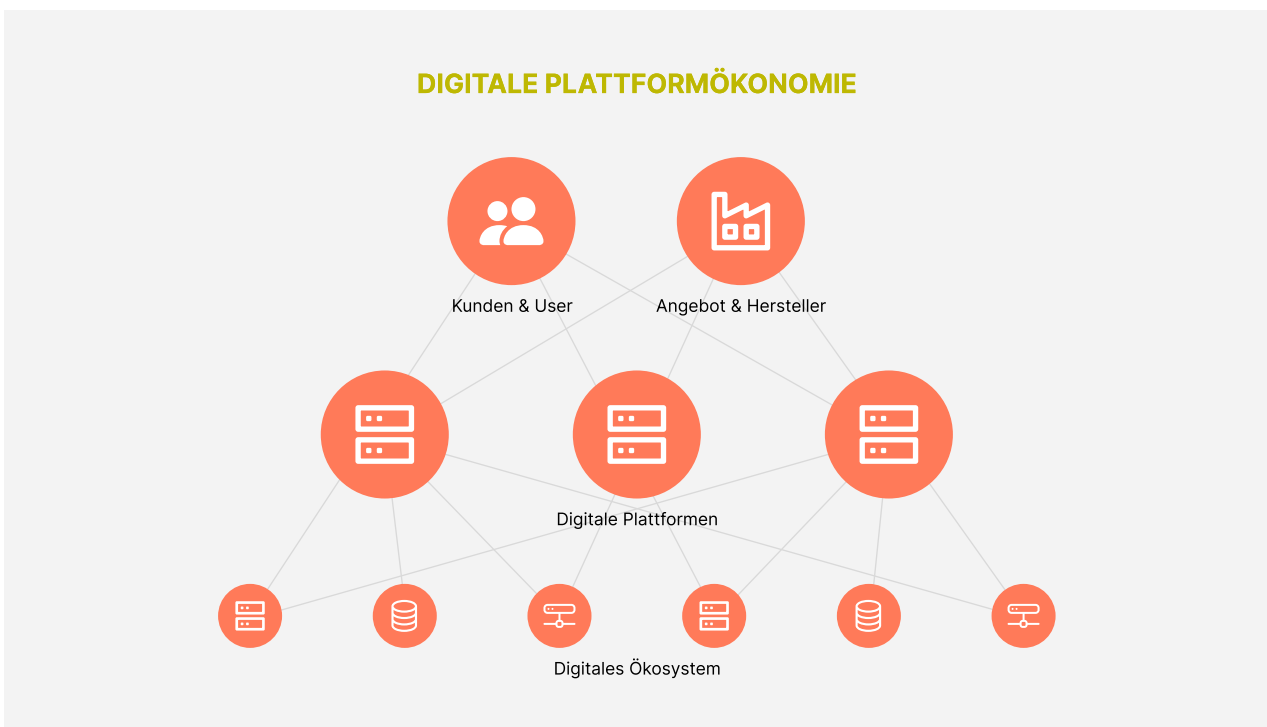 DIGITALE PLATTFORMÖKONOMIE
Kunden & User
Angebot & Hersteller
Digitale Plattformen
Digitales Ökosystem